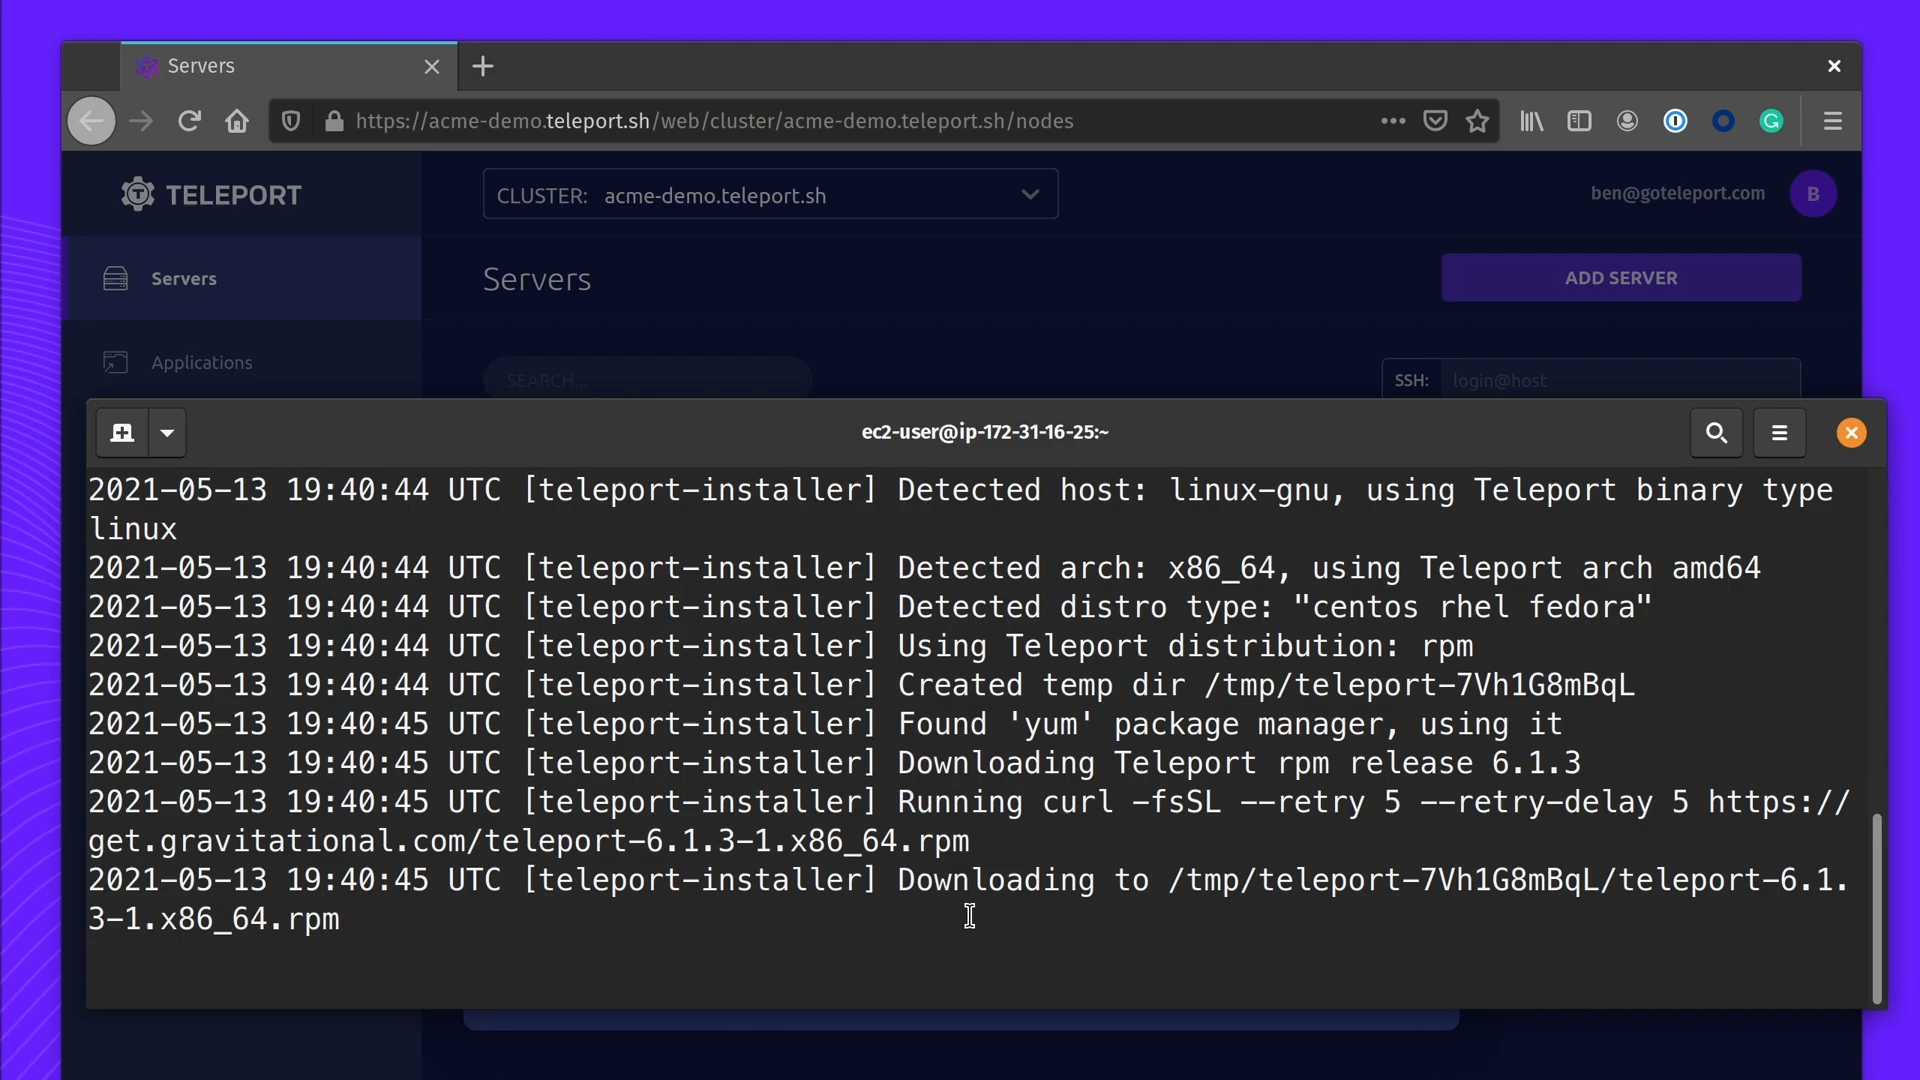 Servers
https://acme-demo.teleport.sh/web/cluster/acme-demo.teleport.sh/nodes
TELEPORT
CLUSTER: acme-demo.teleport.sh
ben@goteleport.com
B
Servers
Servers
ADD SERVER
Applications
SEARCH...
SSH: login@host
ec2-user@ip-172-31-16-25:~
2021-05-13 19:40:44 UTC [teleport-installer] Detected host: linux-gnu, using Teleport binary type
linux
2021-05-13 19:40:44 UTC [teleport-installer] Detected arch: x86_64, using Teleport arch amd64
2021-05-13 19:40:44 UTC [teleport-installer] Detected distro type: "centos rhel fedora"
2021-05-13 19:40:44 UTC [teleport-installer] Using Teleport distribution: rpm
2021-05-13 19:40:44 UTC [teleport-installer] Created temp dir /tmp/teleport-7Vh1G8mBqL
2021-05-13 19:40:45 UTC [teleport-installer] Found 'yum' package manager, using it
2021-05-13 19:40:45 UTC [teleport-installer] Downloading Teleport rpm release 6.1.3
2021-05-13 19:40:45 UTC [teleport-installer] Running curl -fsSL --retry 5 --retry-delay 5 https://
get.gravitational.com/teleport-6.1.3-1.x86_64.rpm
2021-05-13 19:40:45 UTC [teleport-installer] Downloading to /tmp/teleport-7Vh1G8mBqL/teleport-6.1.
3-1.x86_64.rpm